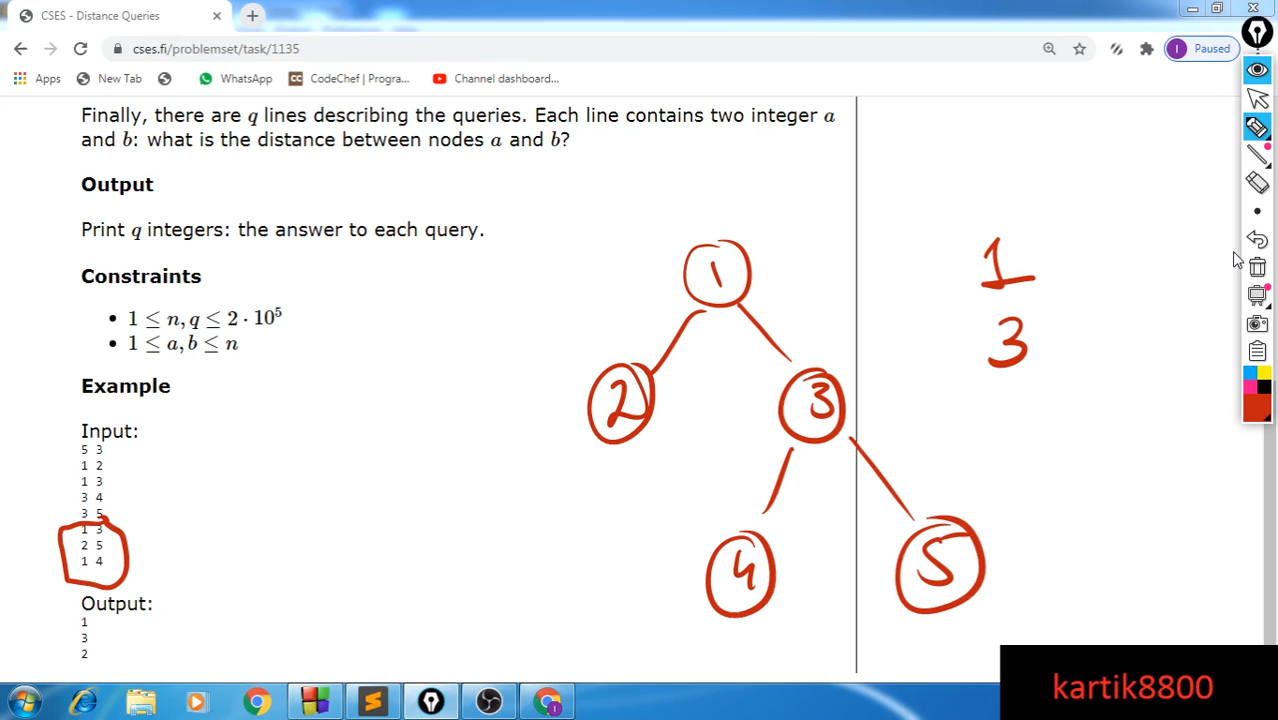 CSES - Distance Queries
cses.fi/problemset/task/1135
I Paused
Apps New Tab WhatsApp CC CodeChef | Progra... Channel dashboard...
Finally, there are q lines describing the queries. Each line contains two integer a
and b: what is the distance between nodes a and b?
Output
Print q integers: the answer to each query.
Constraints
• 1 ≤ n, q ≤ 2 · 10⁵
• 1 ≤ a, b ≤ n
Example
Input:
5 3
1 2
1 3
3 4
3 5
1 3
2 5
1 4
Output:
1
3
2
1
2 3
4 5
1
3
kartik8800
I